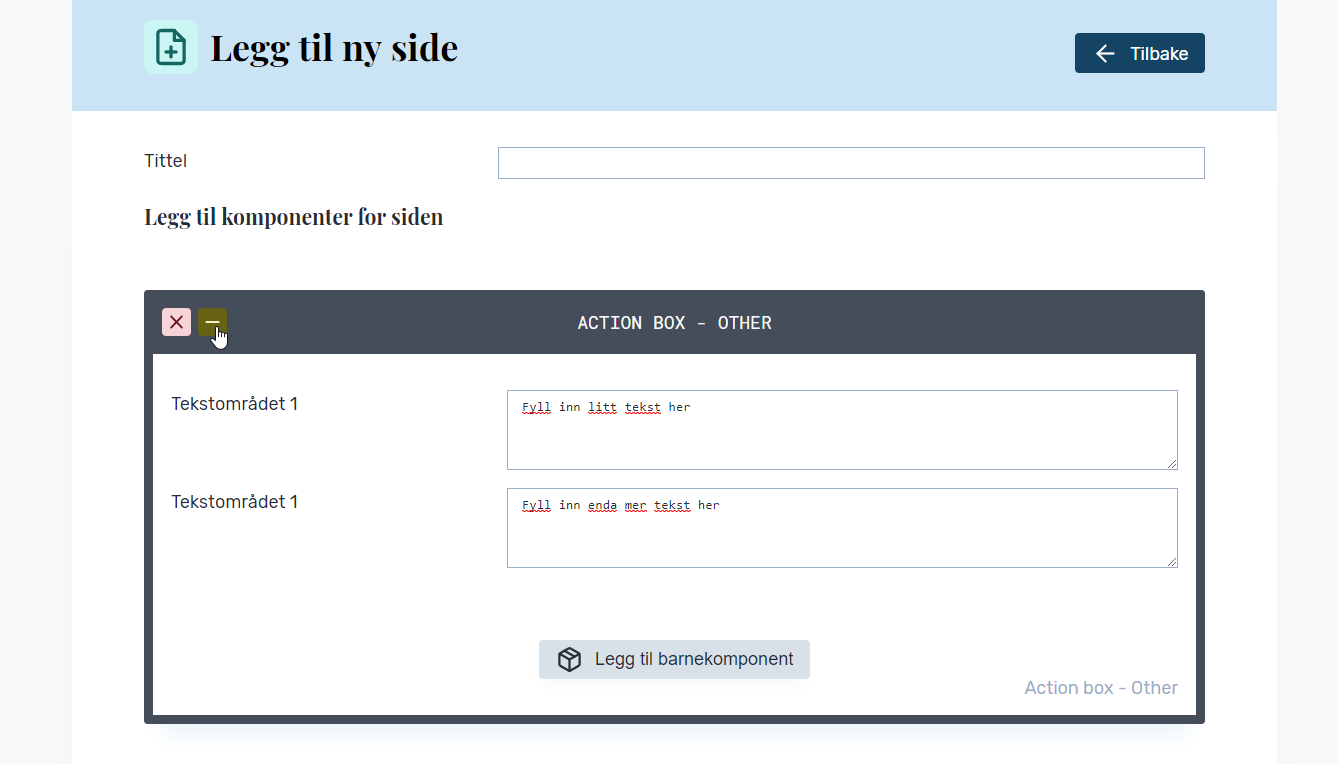 Legg til ny side
Tilbake
Tittel
Legg til komponenter for siden
ACTION BOX - OTHER
Tekstområdet 1
Fyll inn litt tekst her
Tekstområdet 1
Fyll inn enda mer tekst her
Legg til barnekomponent
Action box - Other